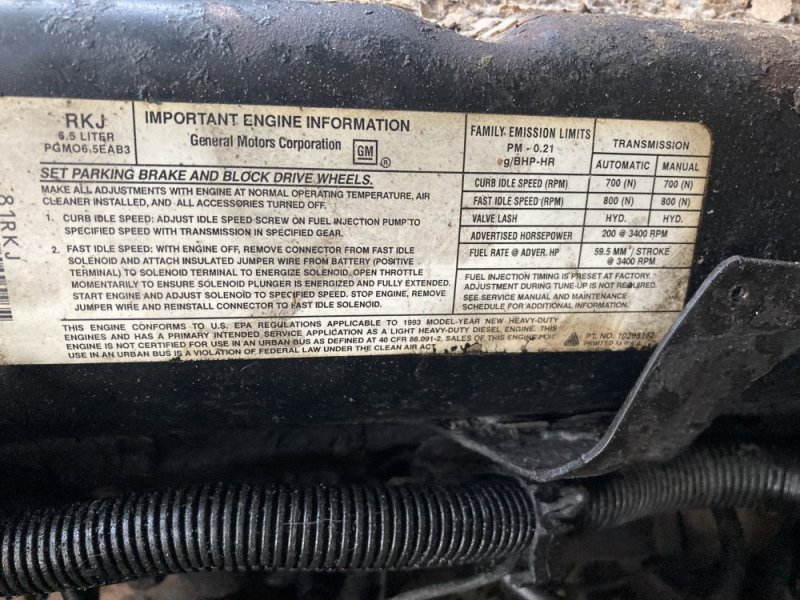 RKJ
6.5 LITER
PGM06.5EAB3
IMPORTANT ENGINE INFORMATION
General Motors Corporation GM ®
SET PARKING BRAKE AND BLOCK DRIVE WHEELS.
MAKE ALL ADJUSTMENTS WITH ENGINE AT NORMAL OPERATING TEMPERATURE, AIR
CLEANER INSTALLED, AND ALL ACCESSORIES TURNED OFF.
1. CURB IDLE SPEED: ADJUST IDLE SPEED SCREW ON FUEL INJECTION PUMP TO
SPECIFIED SPEED WITH TRANSMISSION IN SPECIFIED GEAR.
2. FAST IDLE SPEED: WITH ENGINE OFF, REMOVE CONNECTOR FROM FAST IDLE
SOLENOID AND ATTACH INSULATED JUMPER WIRE FROM BATTERY (POSITIVE
TERMINAL) TO SOLENOID TERMINAL TO ENERGIZE SOLENOID. OPEN THROTTLE
MOMENTARILY TO ENSURE SOLENOID PLUNGER IS ENERGIZED AND FULLY EXTENDED.
START ENGINE AND ADJUST SOLENOID TO SPECIFIED SPEED. STOP ENGINE, REMOVE
JUMPER WIRE AND REINSTALL CONNECTOR TO FAST IDLE SOLENOID.
FAMILY EMISSION LIMITS
PM - 0.21
g/BHP-HR
TRANSMISSION
AUTOMATIC MANUAL
CURB IDLE SPEED (RPM) 700 (N) 700 (N)
FAST IDLE SPEED (RPM) 800 (N) 800 (N)
VALVE LASH HYD. HYD.
ADVERTISED HORSEPOWER 200 @ 3400 RPM
FUEL RATE @ ADVER. HP 59.5 MM³/ STROKE
@ 3400 RPM
FUEL INJECTION TIMING IS PRESET AT FACTORY.
ADJUSTMENT DURING TUNE-UP IS NOT REQUIRED.
SEE SERVICE MANUAL AND MAINTENANCE
SCHEDULE FOR ADDITIONAL INFORMATION.
THIS ENGINE CONFORMS TO U.S. EPA REGULATIONS APPLICABLE TO 1993 MODEL-YEAR NEW HEAVY-DUTY
ENGINES AND HAS A PRIMARY INTENDED SERVICE APPLICATION AS A LIGHT HEAVY-DUTY DIESEL ENGINE. THIS
ENGINE IS NOT CERTIFIED FOR USE IN AN URBAN BUS AS DEFINED AT 40 CFR 86.091-2. SALES OF THIS ENGINE FOR
USE IN AN URBAN BUS IS A VIOLATION OF FEDERAL LAW UNDER THE CLEAN AIR ACT.
PT. NO.
PRINTED IN U.S.A.
81RKJ